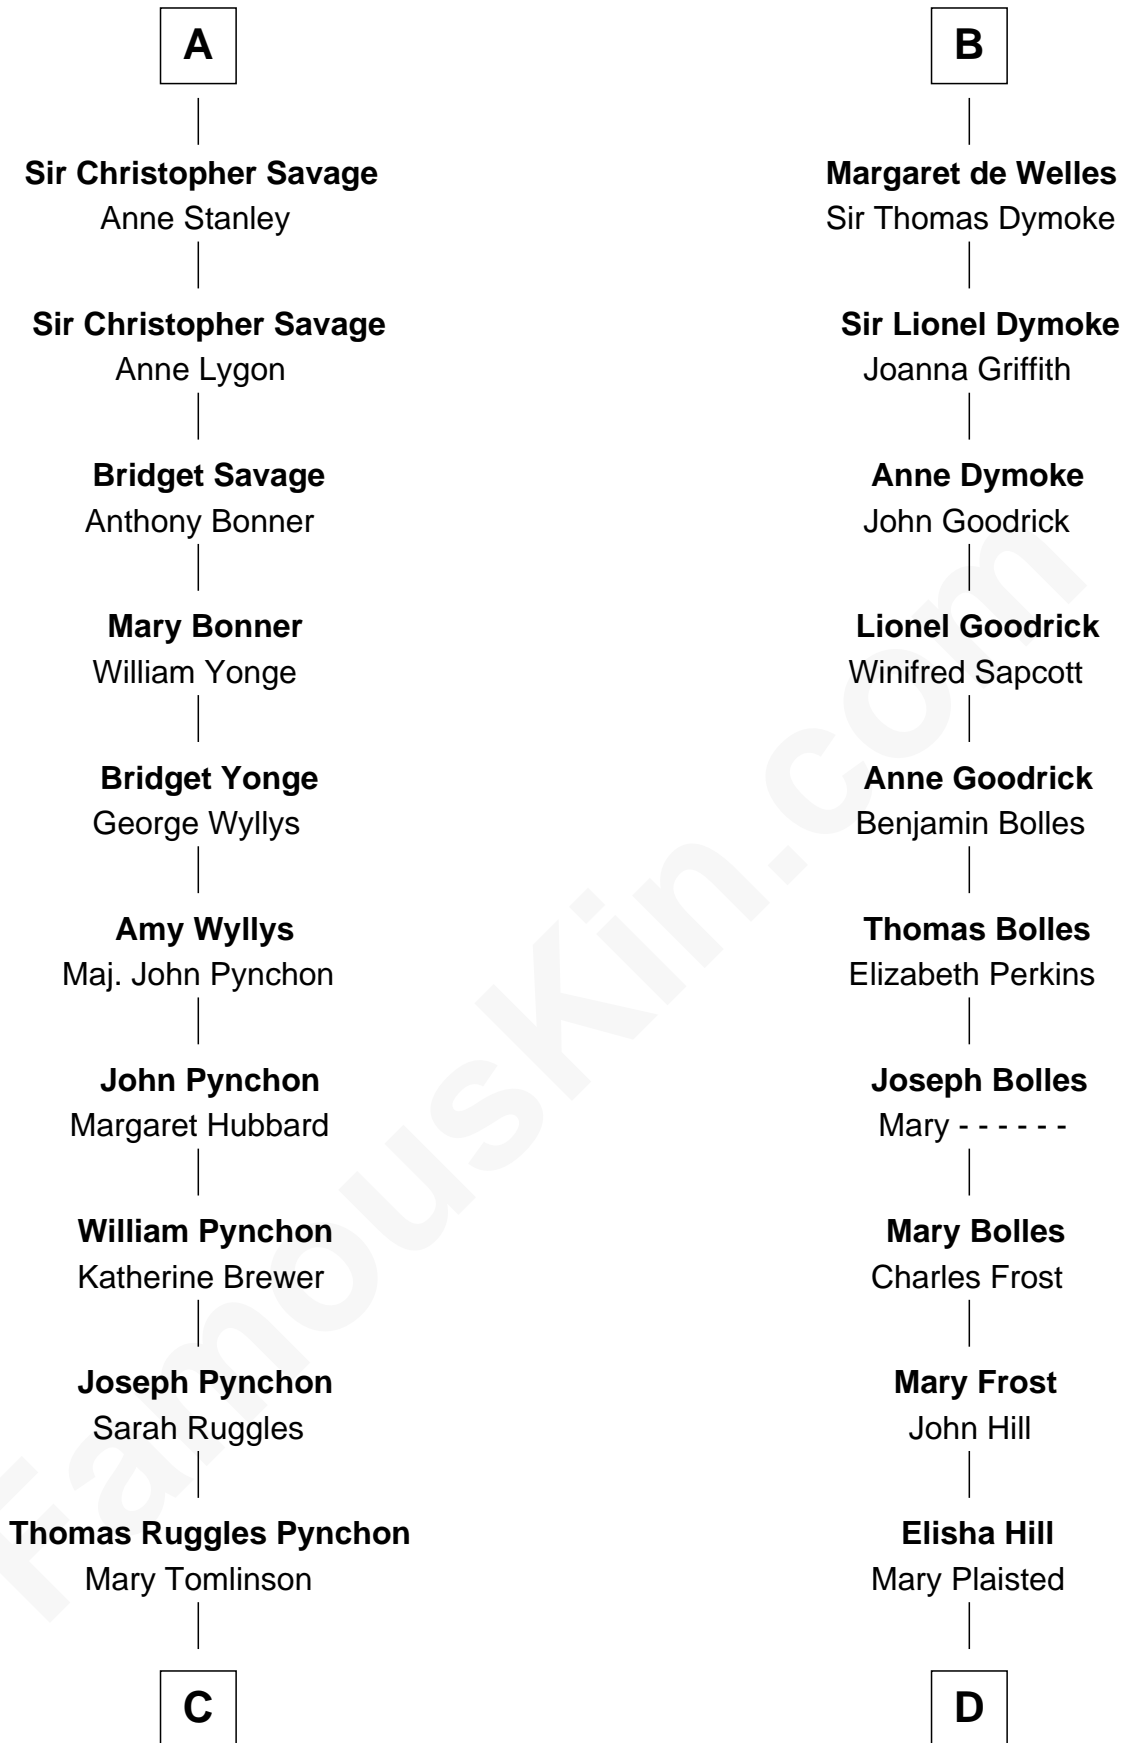 A
Sir Christopher Savage
Anne Stanley
Sir Christopher Savage
Anne Lygon
Bridget Savage
Anthony Bonner
Mary Bonner
William Yonge
Bridget Yonge
George Wyllys
Amy Wyllys
Maj. John Pynchon
John Pynchon
Margaret Hubbard
William Pynchon
Katherine Brewer
Joseph Pynchon
Sarah Ruggles
Thomas Ruggles Pynchon
Mary Tomlinson
C
B
Margaret de Welles
Sir Thomas Dymoke
Sir Lionel Dymoke
Joanna Griffith
Anne Dymoke
John Goodrick
Lionel Goodrick
Winifred Sapcott
Anne Goodrick
Benjamin Bolles
Thomas Bolles
Elizabeth Perkins
Joseph Bolles
Mary - - - - - -
Mary Bolles
Charles Frost
Mary Frost
John Hill
Elisha Hill
Mary Plaisted
D
FamousKin.com